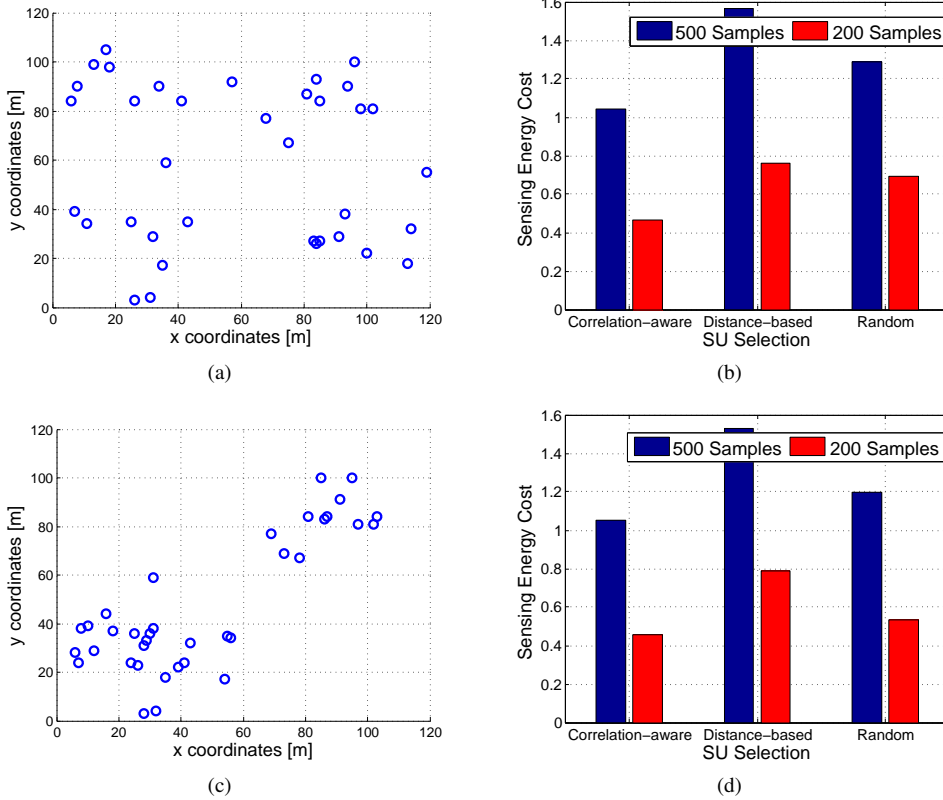 120
100
80
60
40
20
0
y coordinates [m]
0 20 40 60 80 100 120
x coordinates [m]
(a)
1.6
1.4
1.2
1
0.8
0.6
0.4
0.2
0
Sensing Energy Cost
500 Samples 200 Samples
Correlation−aware Distance−based Random
SU Selection
(b)
120
100
80
60
40
20
0
y coordinates [m]
0 20 40 60 80 100 120
x coordinates [m]
(c)
1.6
1.4
1.2
1
0.8
0.6
0.4
0.2
0
Sensing Energy Cost
500 Samples 200 Samples
Correlation−aware Distance−based Random
SU Selection
(d)